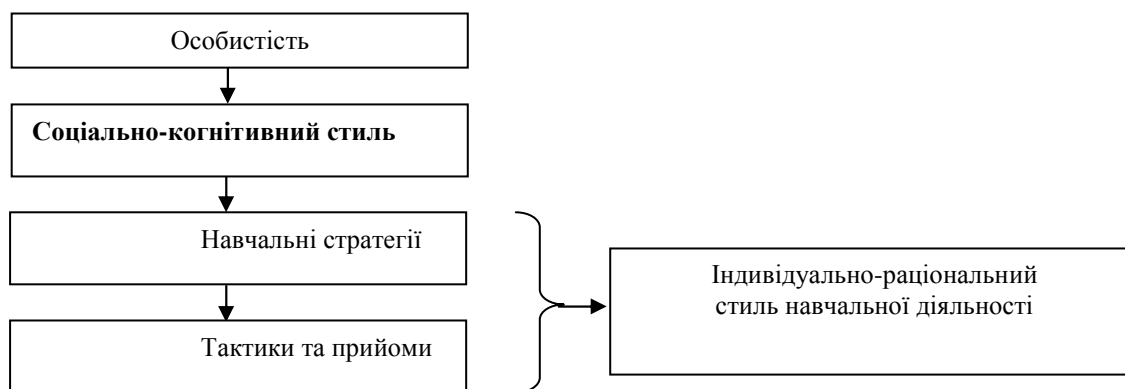 Особистість
Соціально-когнітивний стиль
Навчальні стратегії
Тактики та прийоми
Індивідуально-раціональний
стиль навчальної діяльності